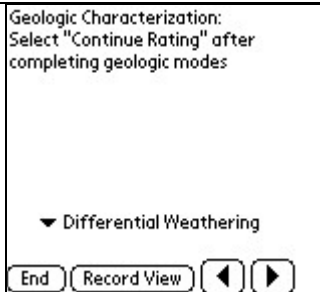 Geologic Characterization:
Select "Continue Rating" after
completing geologic modes
Differential Weathering
End Record View